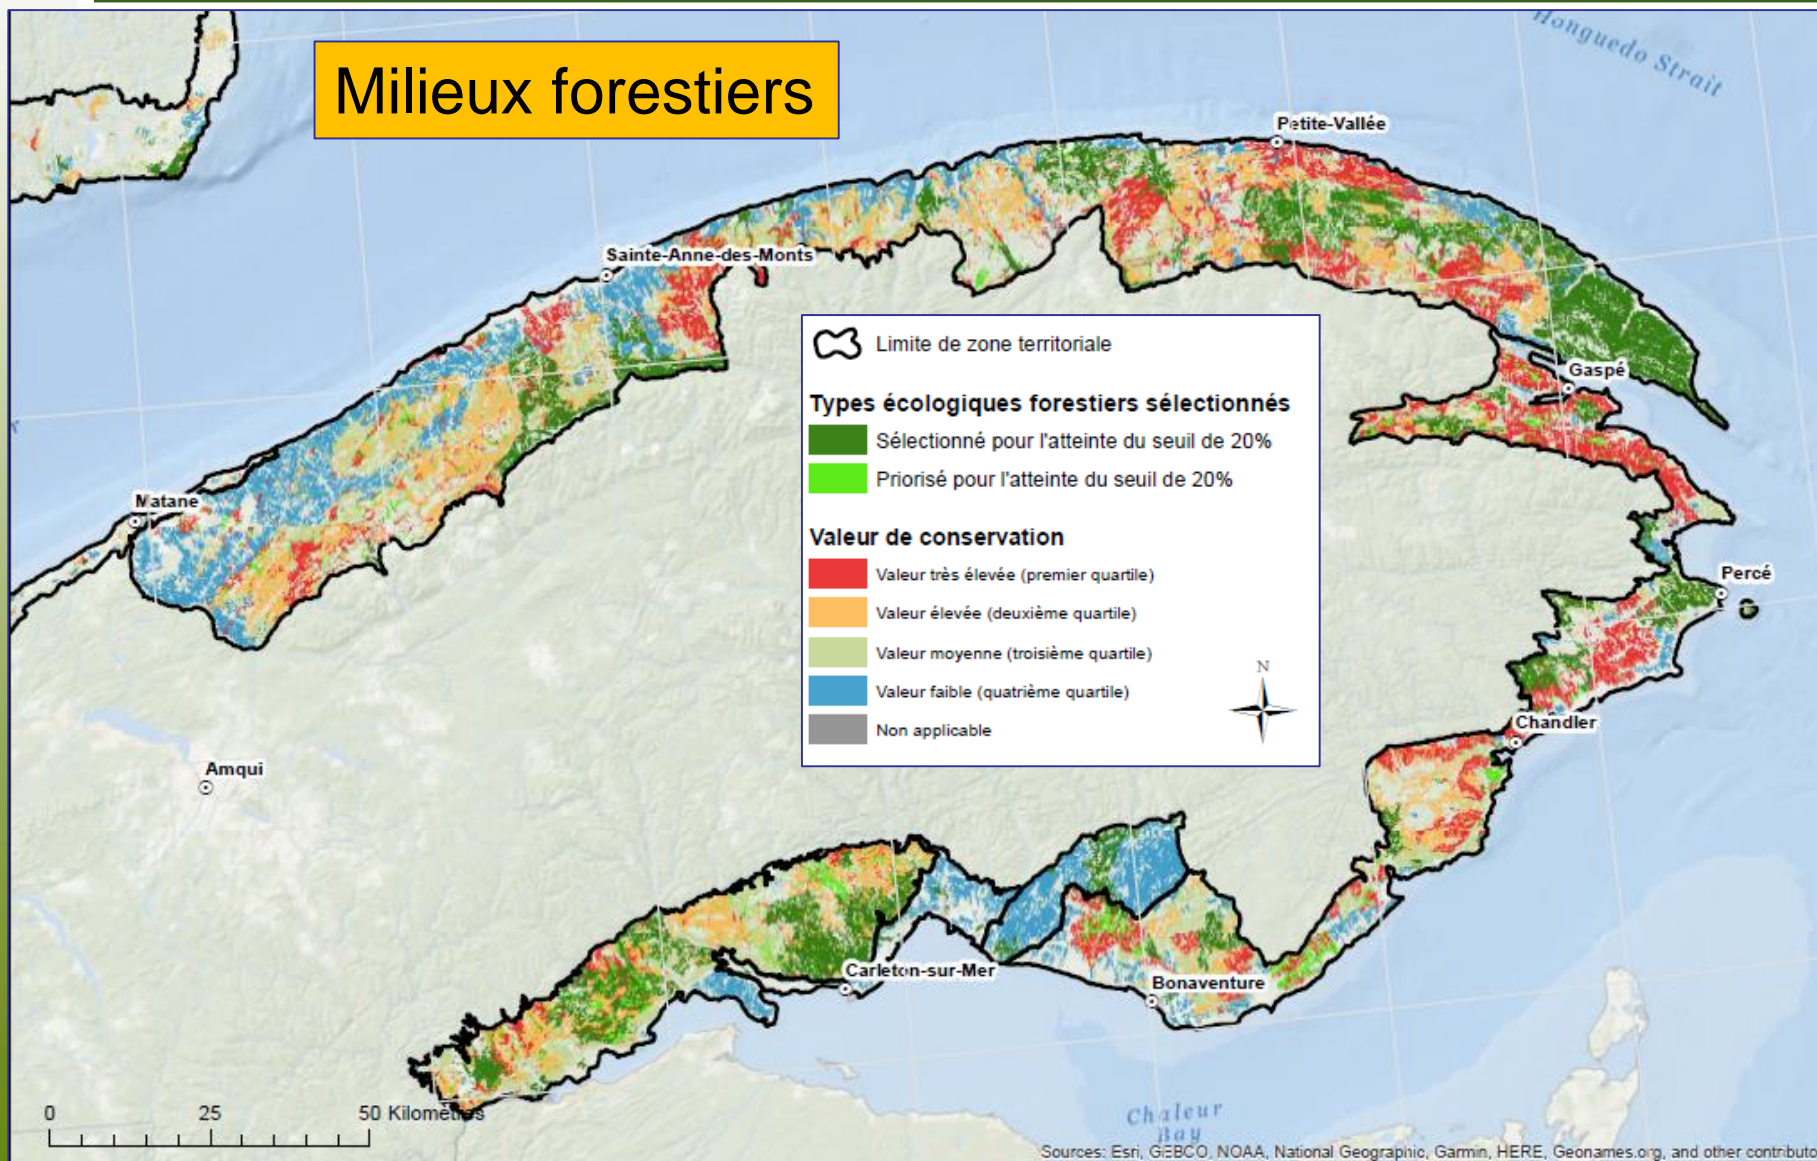 Milieux forestiers
Honguedo Strait
Petite-Vallée
Sainte-Anne-des-Monts
Limite de zone territoriale
Types écologiques forestiers sélectionnés
Sélectionné pour l'atteinte du seuil de 20%
Priorisé pour l'atteinte du seuil de 20%
Valeur de conservation
Valeur très élevée (premier quartile)
Valeur élevée (deuxième quartile)
Valeur moyenne (troisième quartile)
Valeur faible (quatrième quartile)
Non applicable
N
Gaspé
Matane
Percé
Chandler
Amqui
Carleton-sur-Mer
Bonaventure
0 25 50 Kilomètres
Chaleur
Bay
Sources: Esri, GEBCO, NOAA, National Geographic, Garmin, HERE, Geonames.org, and other contributo